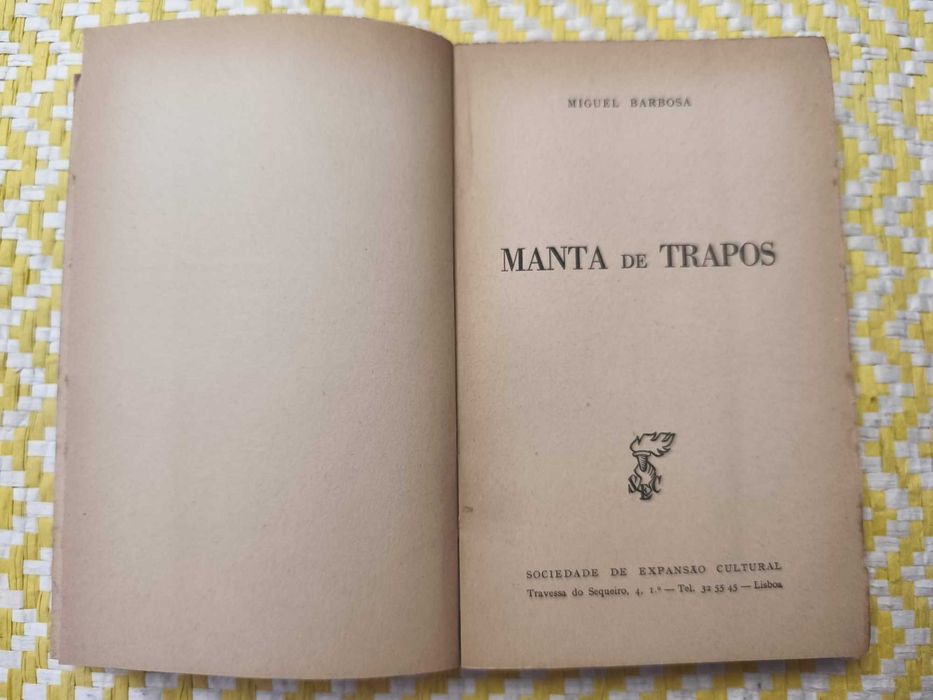 MIGUEL BARBOSA
MANTA DE TRAPOS
SEC
SOCIEDADE DE EXPANSÃO CULTURAL
Travessa do Sequeiro, 4, 1.º — Tel. 32 55 45 — Lisboa